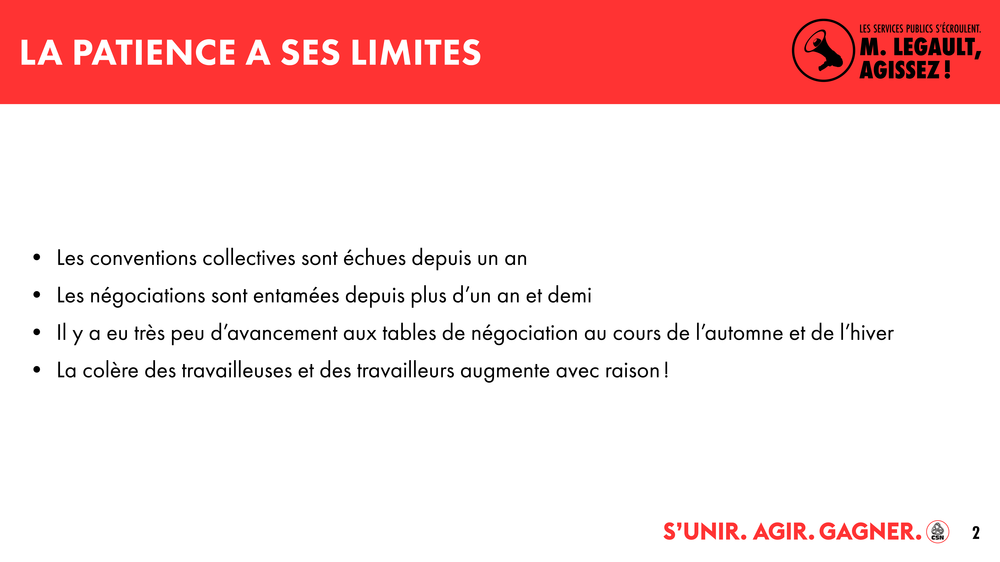 LA PATIENCE A SES LIMITES
LES SERVICES PUBLICS S’ÉCROULENT.
M. LEGAULT,
AGISSEZ !
• Les conventions collectives sont échues depuis un an
• Les négociations sont entamées depuis plus d’un an et demi
• Il y a eu très peu d’avancement aux tables de négociation au cours de l’automne et de l’hiver
• La colère des travailleuses et des travailleurs augmente avec raison !
S’UNIR. AGIR. GAGNER.
CSN
2